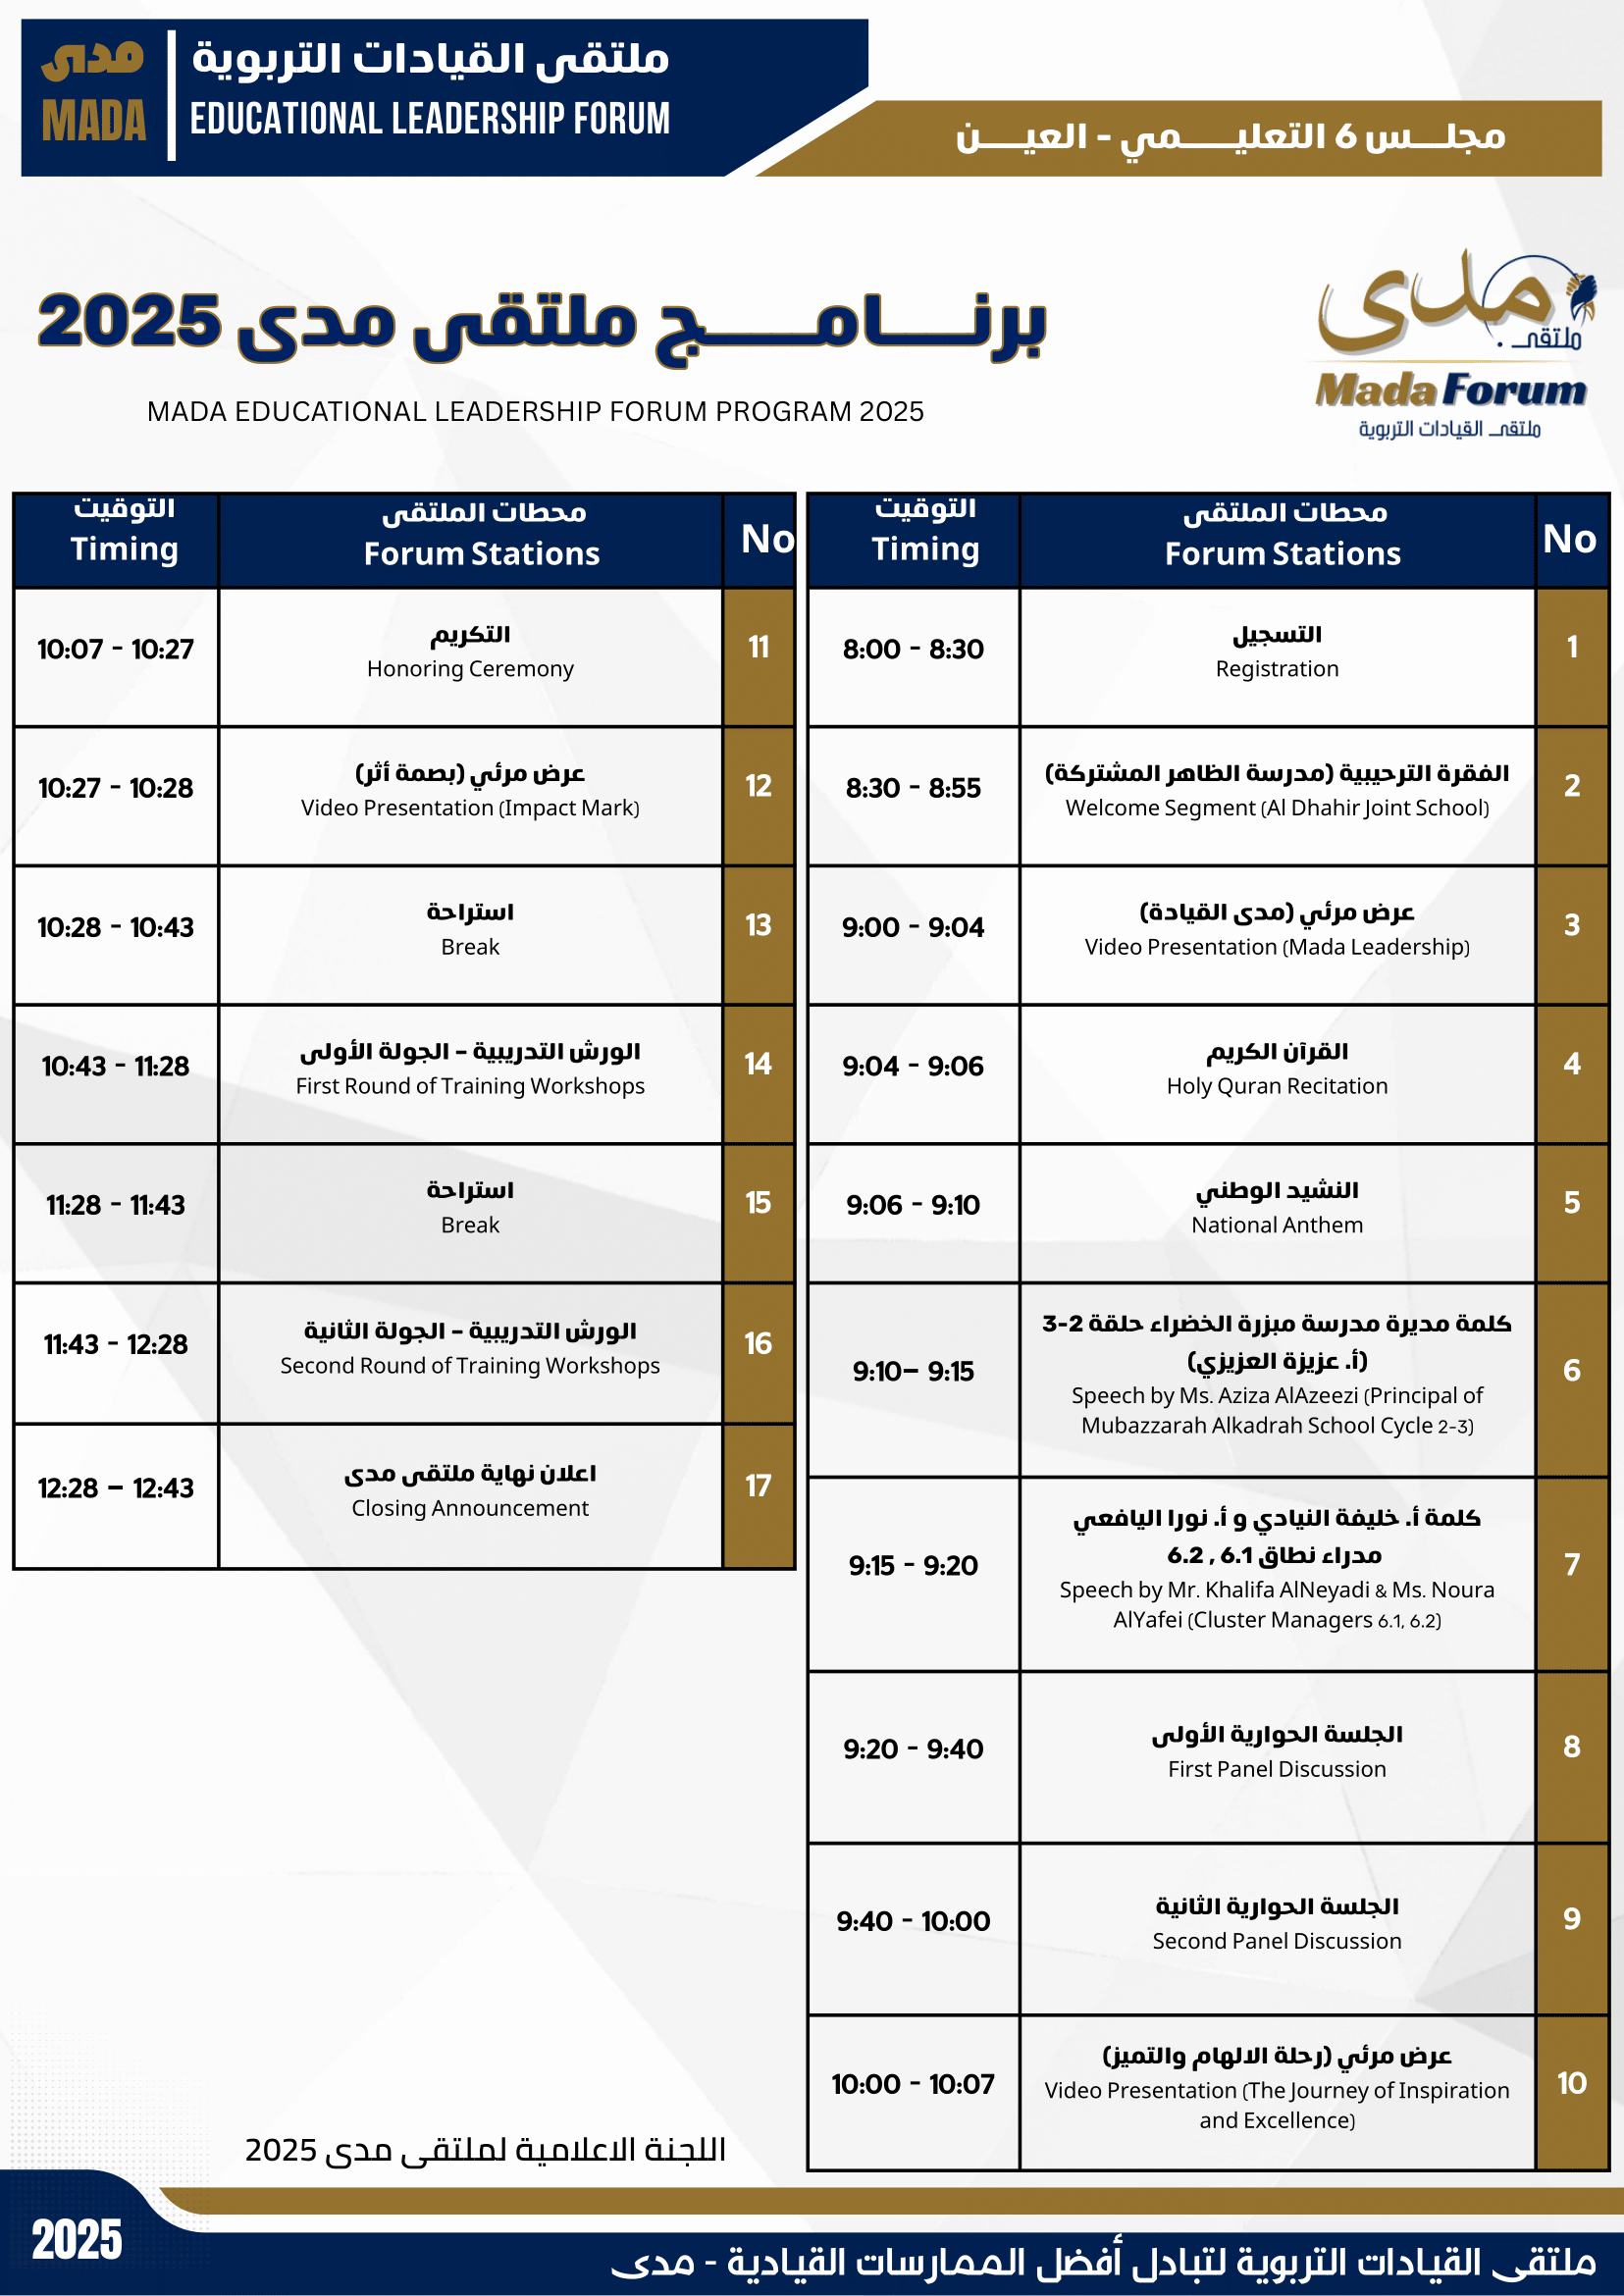 مدى
MADA
ملتقى القيادات التربوية
EDUCATIONAL LEADERSHIP FORUM
مجلـــس 6 التعليـــــمي - العيـــن
برنــــامــــــج ملتقى مدى 2025
MADA EDUCATIONAL LEADERSHIP FORUM PROGRAM 2025
مدى
ملتقى
Mada Forum
ملتقى القيادات التربوية
No
محطات الملتقى
Forum Stations
التوقيت
Timing
1
التسجيل
Registration
8:00 - 8:30
2
الفقرة الترحيبية (مدرسة الظاهر المشتركة)
Welcome Segment (Al Dhahir Joint School)
8:30 - 8:55
3
عرض مرئي (مدى القيادة)
Video Presentation (Mada Leadership)
9:00 - 9:04
4
القرآن الكريم
Holy Quran Recitation
9:04 - 9:06
5
النشيد الوطني
National Anthem
9:06 - 9:10
6
كلمة مديرة مدرسة مبزرة الخضراء حلقة 2-3
(أ. عزيزة العزيزي)
Speech by Ms. Aziza AlAzeezi (Principal of
Mubazzarah Alkadrah School Cycle 2-3)
9:10– 9:15
7
كلمة أ. خليفة النيادي و أ. نورا اليافعي
مدراء نطاق 6.1 , 6.2
Speech by Mr. Khalifa AlNeyadi & Ms. Noura
AlYafei (Cluster Managers 6.1, 6.2)
9:15 - 9:20
8
الجلسة الحوارية الأولى
First Panel Discussion
9:20 - 9:40
9
الجلسة الحوارية الثانية
Second Panel Discussion
9:40 - 10:00
10
عرض مرئي (رحلة الالهام والتميز)
Video Presentation (The Journey of Inspiration
and Excellence)
10:00 - 10:07
No
محطات الملتقى
Forum Stations
التوقيت
Timing
11
التكريم
Honoring Ceremony
10:07 - 10:27
12
عرض مرئي (بصمة أثر)
Video Presentation (Impact Mark)
10:27 - 10:28
13
استراحة
Break
10:28 - 10:43
14
الورش التدريبية – الجولة الأولى
First Round of Training Workshops
10:43 - 11:28
15
استراحة
Break
11:28 - 11:43
16
الورش التدريبية – الجولة الثانية
Second Round of Training Workshops
11:43 - 12:28
17
اعلان نهاية ملتقى مدى
Closing Announcement
12:28 – 12:43
اللجنة الاعلامية لملتقى مدى 2025
2025
ملتقى القيادات التربوية لتبادل أفضل الممارسات القيادية - مدى